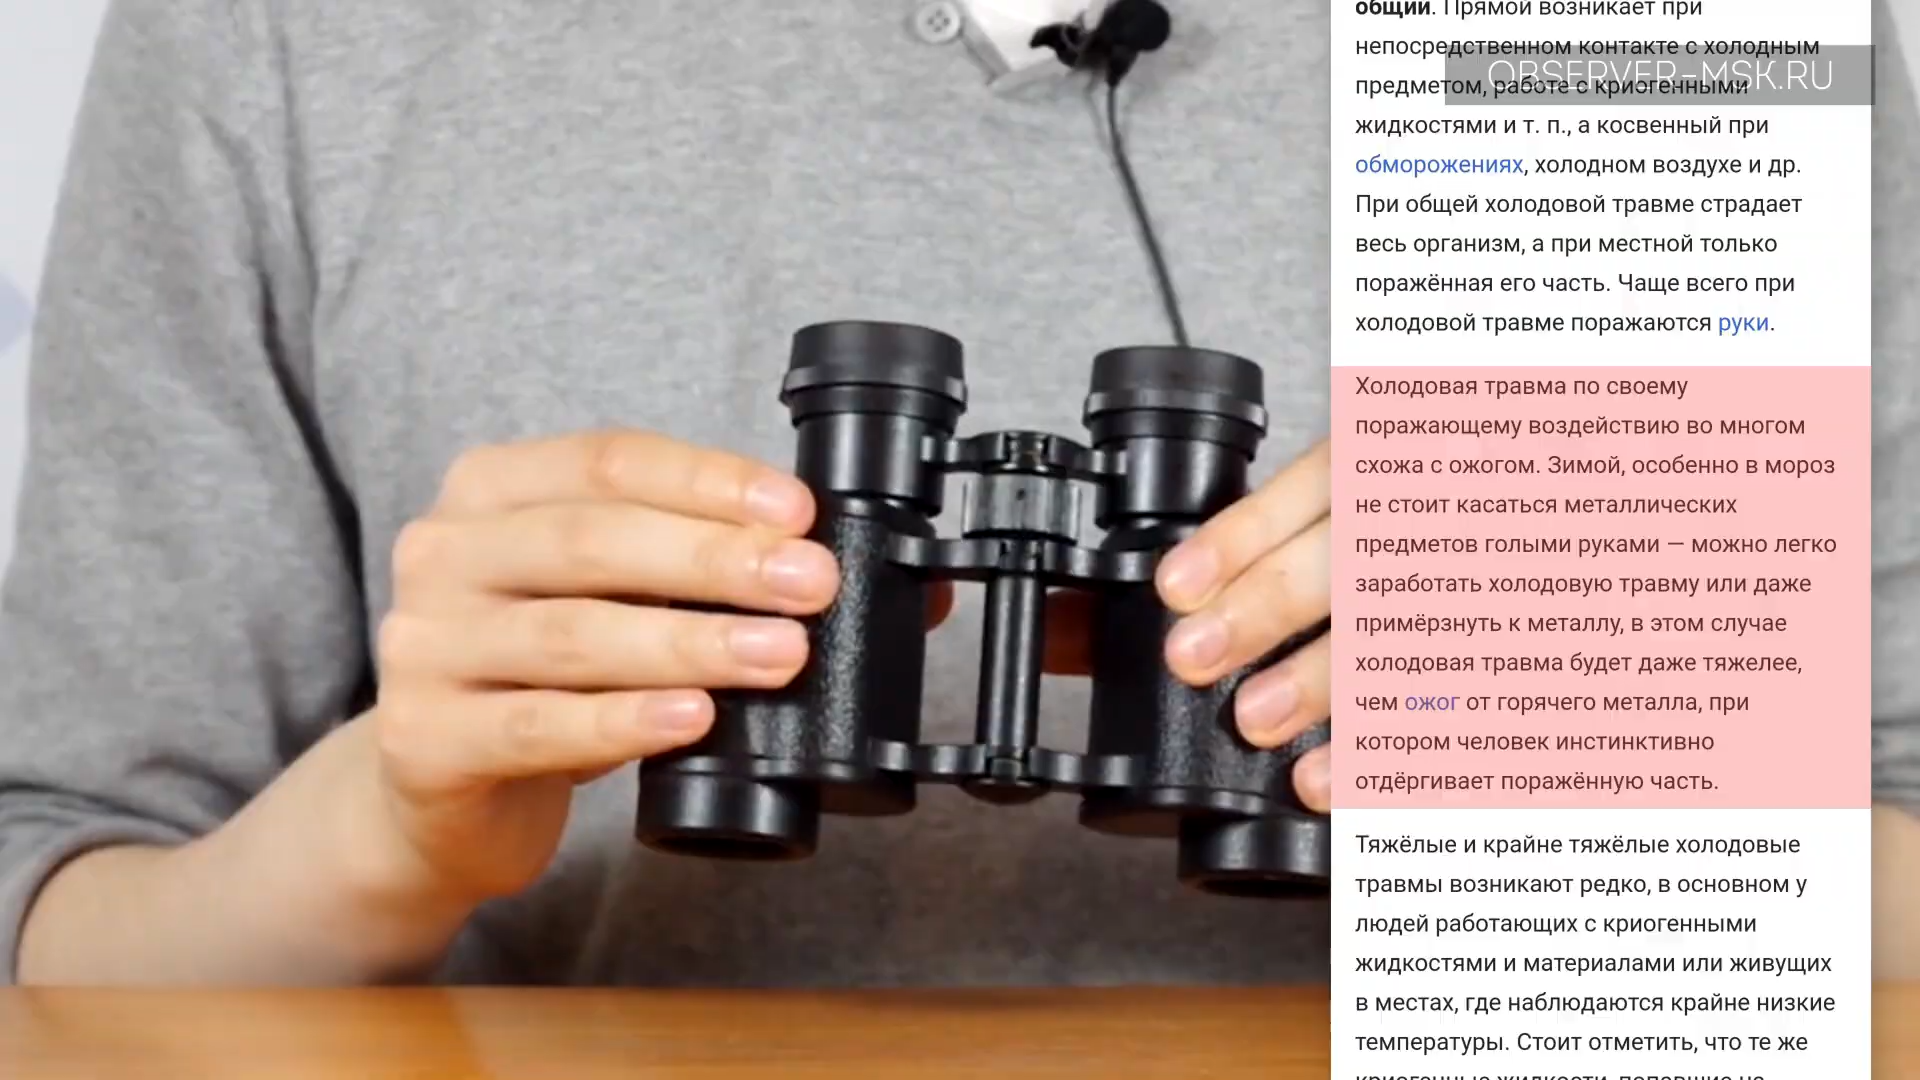 общий. Прямой возникает при
непосредственном контакте с холодным
OBSERVER-MSK.RU
предметом, работе с криогенными
жидкостями и т. п., а косвенный при
обморожениях, холодном воздухе и др.
При общей холодовой травме страдает
весь организм, а при местной только
поражённая его часть. Чаще всего при
холодовой травме поражаются руки.
Холодовая травма по своему
поражающему воздействию во многом
схожа с ожогом. Зимой, особенно в мороз
не стоит касаться металлических
предметов голыми руками — можно легко
заработать холодовую травму или даже
примёрзнуть к металлу, в этом случае
холодовая травма будет даже тяжелее,
чем ожог от горячего металла, при
котором человек инстинктивно
отдёргивает поражённую часть.
Тяжёлые и крайне тяжёлые холодовые
травмы возникают редко, в основном у
людей работающих с криогенными
жидкостями и материалами или живущих
в местах, где наблюдаются крайне низкие
температуры. Стоит отметить, что те же